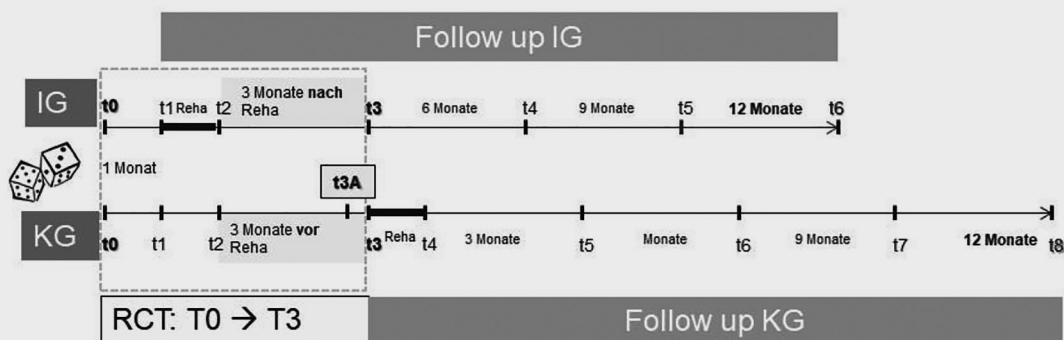 Follow up IG
IG
t0
t1 Reha t2
3 Monate nach
Reha
t3
6 Monate
t4
9 Monate
t5
12 Monate
t6
1 Monat
t3A
KG
t0
t1
t2
3 Monate vor
Reha
t3
Reha
t4
3 Monate
t5
Monate
t6
9 Monate
t7
12 Monate
t8
RCT: T0 → T3
Follow up KG